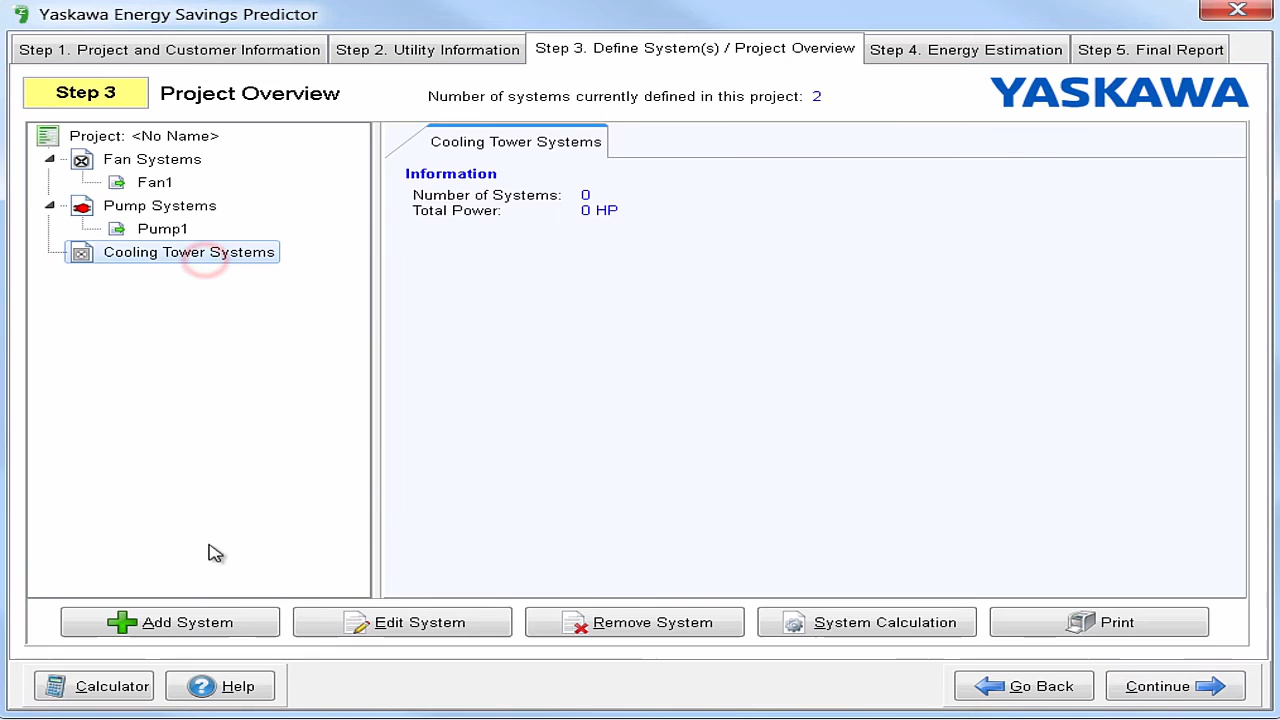 Yaskawa Energy Savings Predictor
Step 1. Project and Customer Information
Step 2. Utility Information
Step 3. Define System(s) / Project Overview
Step 4. Energy Estimation
Step 5. Final Report
Step 3
Project Overview
Number of systems currently defined in this project: 2
YASKAWA
Project: <No Name>
Fan Systems
Fan1
Pump Systems
Pump1
Cooling Tower Systems
Cooling Tower Systems
Information
Number of Systems: 0
Total Power: 0 HP
Add System
Edit System
Remove System
System Calculation
Print
Calculator
Help
Go Back
Continue